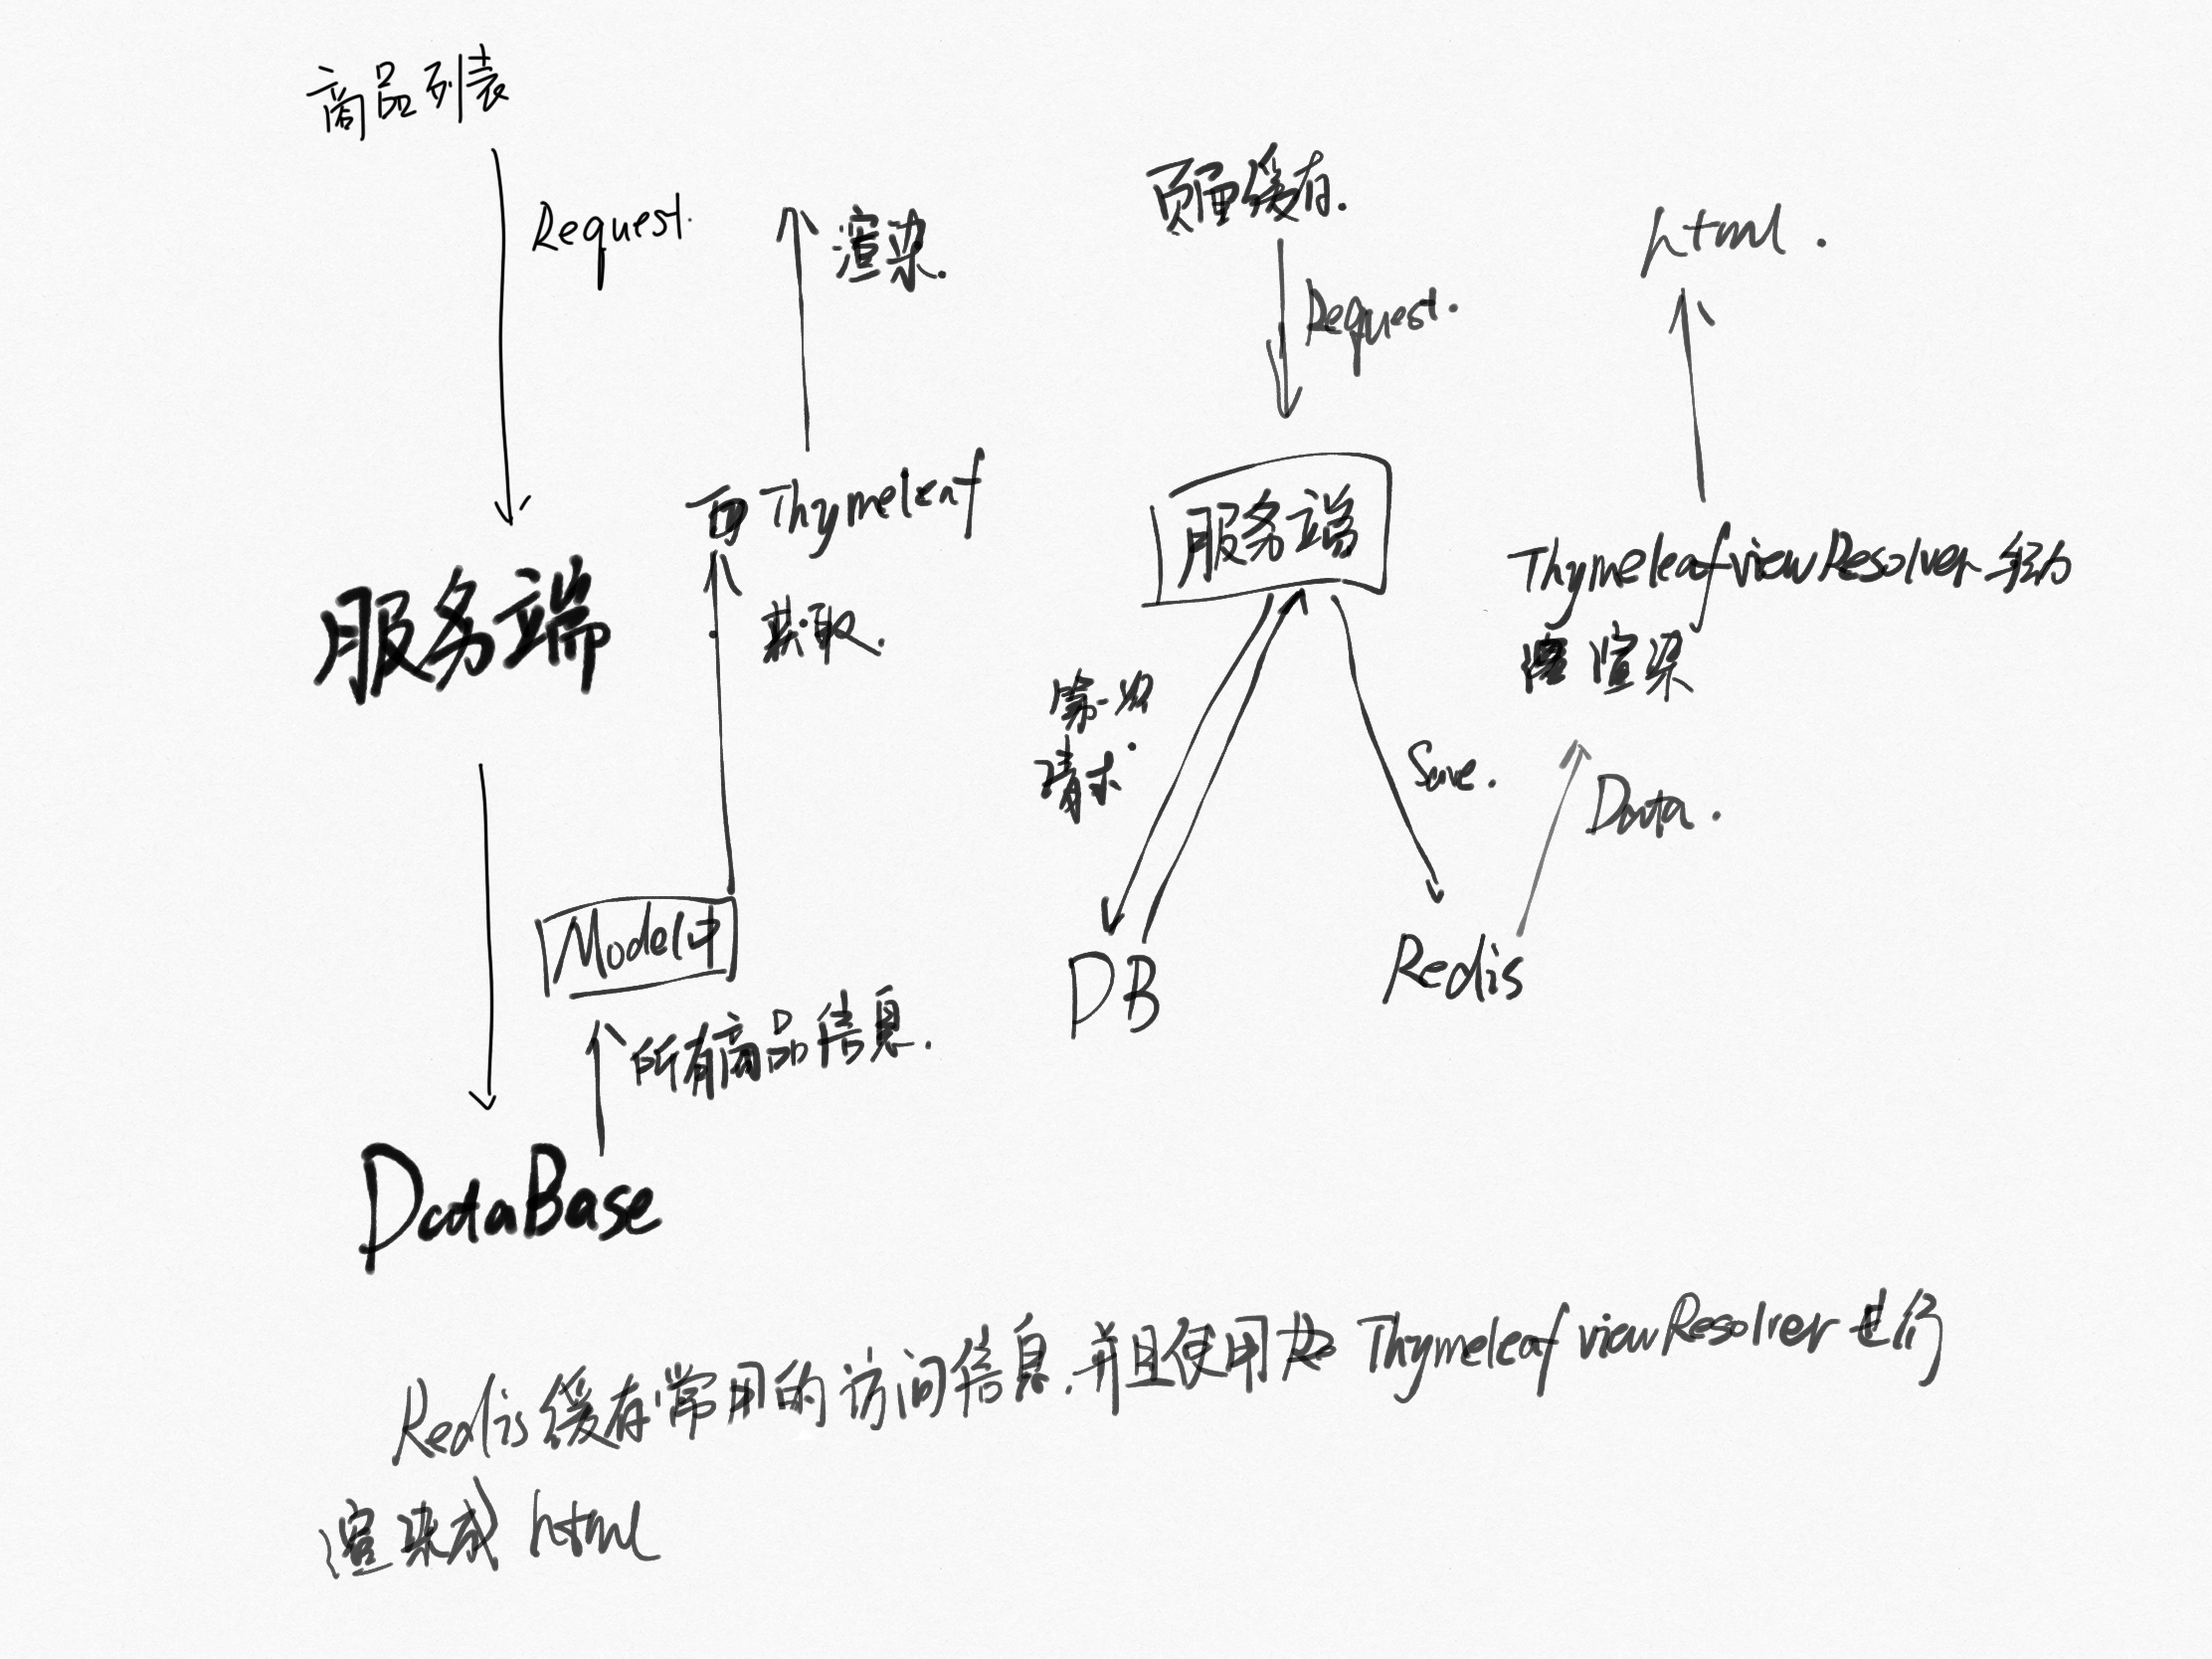 商品列表
Request.
渲染.
Thymeleaf
服务端
获取.
Model中
所有商品信息.
DataBase
页面缓存.
Request.
html.
服务端
ThymeleafviewResolver 手动
渲染
第一次
请求.
Save.
Data.
DB
Redis
Redis缓存常用的访问信息,并且使用 Thymeleaf viewResolver 进行
渲染成 html